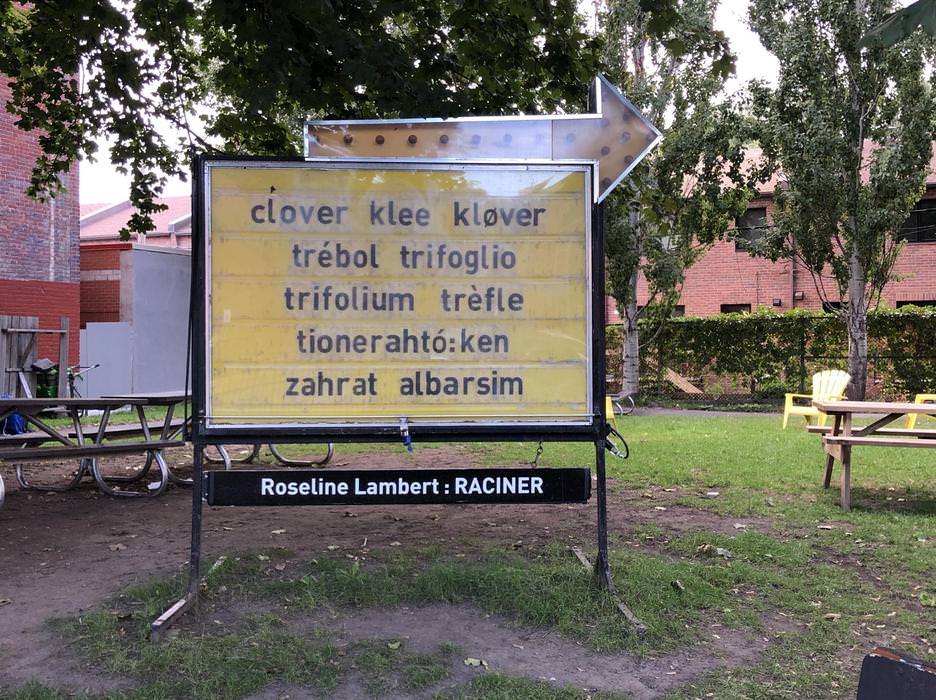 clover klee kløver
trébol trifoglio
trifolium trèfle
tionerahtó:ken
zahrat albarsim
Roseline Lambert : RACINER